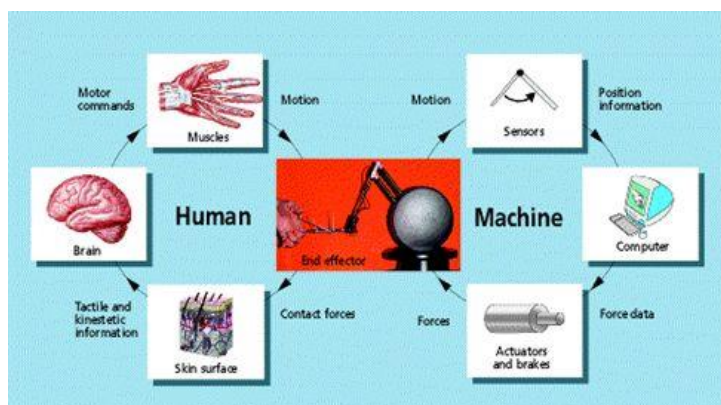 Motor
commands
Muscles
Motion
Motion
Sensors
Position
information
Brain
Human
End effector
Machine
Computer
Tactile and
kinestetic
information
Skin surface
Contact forces
Forces
Actuators
and brakes
Force data